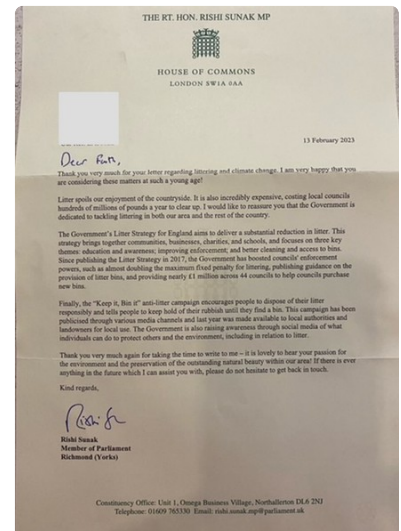 THE RT. HON. RISHI SUNAK MP
HOUSE OF COMMONS
LONDON SW1A 0AA
13 February 2023
Dear
Thank you very much for your letter regarding littering and climate change. I am very happy that you
are considering these matters at such a young age!
Litter spoils our enjoyment of the countryside. It is also incredibly expensive, costing local councils
hundreds of millions of pounds a year to clear up. I would like to reassure you that the Government is
dedicated to tackling littering in both our area and the rest of the country.
The Government's Litter Strategy for England aims to deliver a substantial reduction in litter. This
strategy brings together communities, businesses, charities, and schools, and focuses on three key
themes: education and awareness; improving enforcement; and better cleaning and access to bins.
Since publishing the Litter Strategy in 2017, the Government has boosted councils' enforcement
powers, such as doubling the maximum fixed penalty for littering, publishing guidance on the
provision of litter bins, and providing nearly £1 million across 44 councils to help councils purchase
new bins.
Finally, the "Keep it, Bin it" anti-litter campaign encourages people to dispose of their litter
responsibly and tells people to keep hold of their rubbish until they find a bin. This campaign has been
publicised through various media channels and last year was made available to local authorities and
landowners for local use. The Government is also raising awareness through social media of what
individuals can do to protect others and the environment, including in relation to litter.
Thank you very much again for taking the time to write to me – it is lovely to hear your passion for
the environment and the preservation of the outstanding natural beauty within our area! If there is ever
anything in the future which I can assist you with, please do not hesitate to get back in touch.
Kind regards,
Rishi S
Rishi Sunak
Member of Parliament
Richmond (Yorks)
Constituency Office: Unit 1, Omega Business Village, Northallerton DL6 2NJ
Telephone: 01609 765330 Email: rishi.sunak.mp@parliament.uk